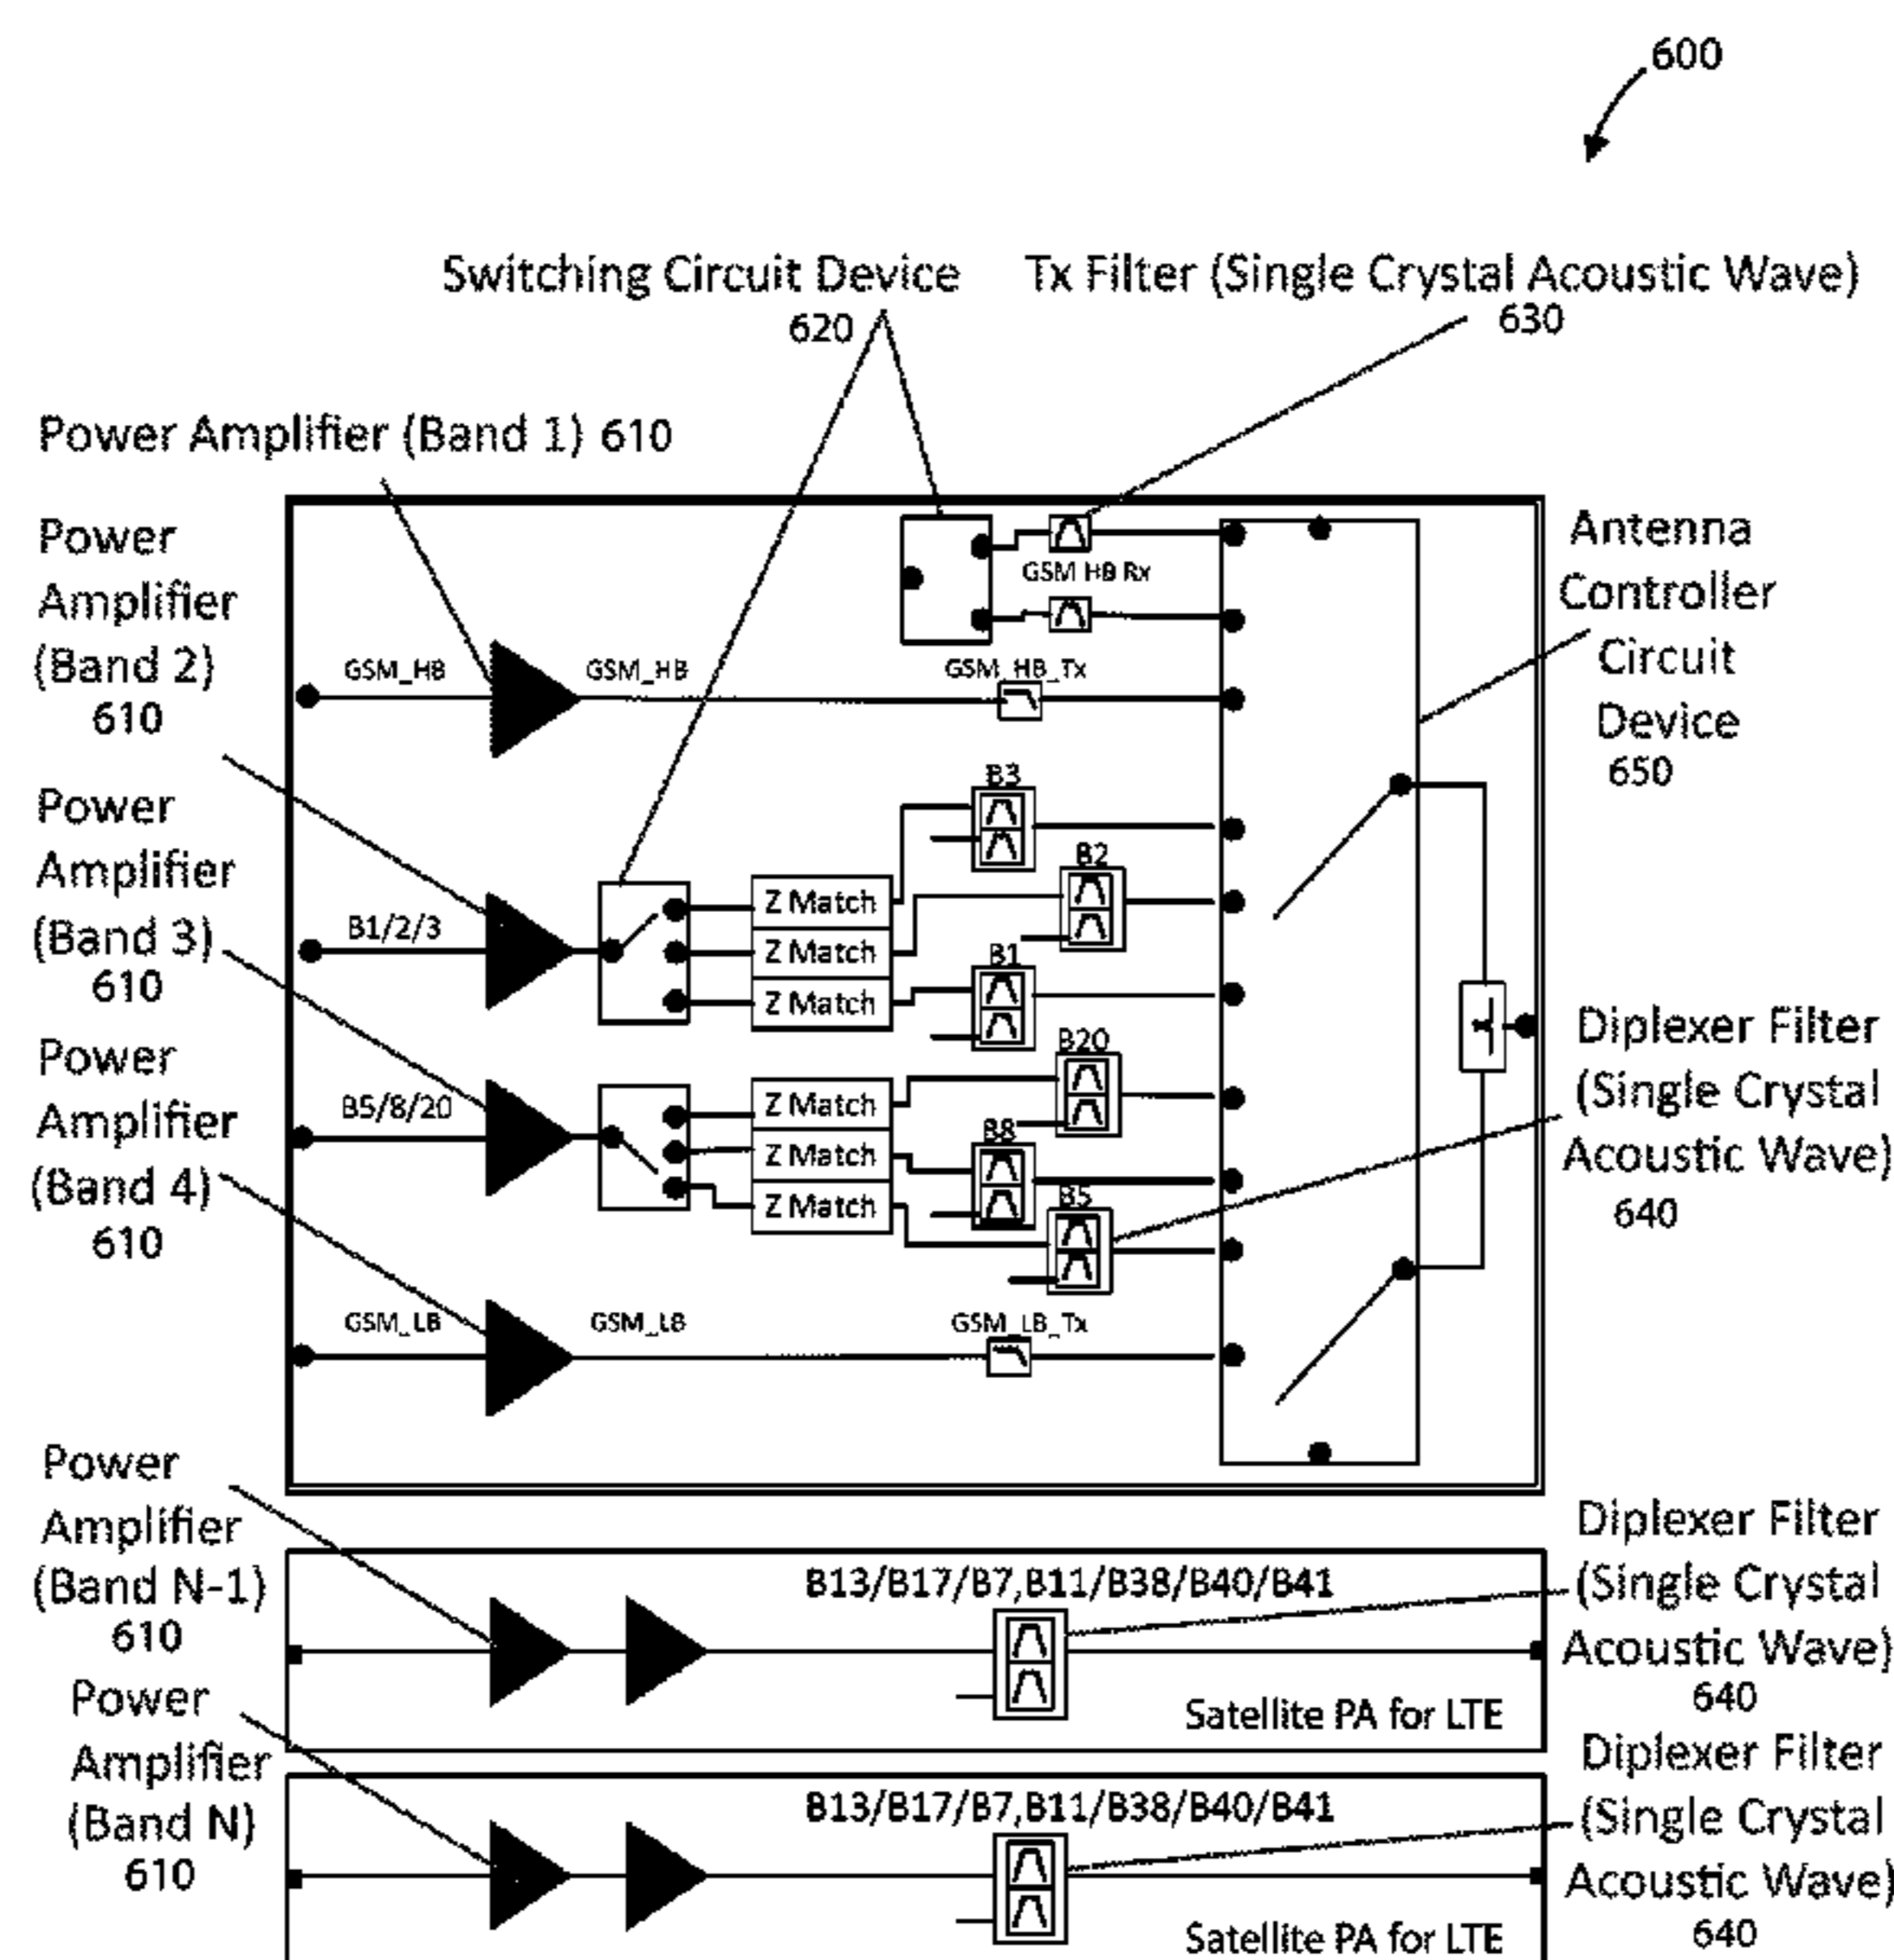 600
Switching Circuit Device
620
Tx Filter (Single Crystal Acoustic Wave)
630
Power Amplifier (Band 1) 610
Power
Amplifier
(Band 2)
610
Power
Amplifier
(Band 3)
610
Power
Amplifier
(Band 4)
610
Antenna
Controller
Circuit
Device
650
GSM HB Rx
GSM_HB
GSM_HB
GSM_HB_Tx
B3
B2
B1/2/3
Z Match
Z Match
Z Match
B1
B20
B5/8/20
Z Match
Z Match
Z Match
B8
B5
Diplexer Filter
(Single Crystal
Acoustic Wave)
640
GSM_LB
GSM_LB
GSM_LB_Tx
Power
Amplifier
(Band N-1)
610
B13/B17/B7,B11/B38/B40/B41
Satellite PA for LTE
Diplexer Filter
(Single Crystal
Acoustic Wave)
640
Power
Amplifier
(Band N)
610
B13/B17/B7,B11/B38/B40/B41
Satellite PA for LTE
Diplexer Filter
(Single Crystal
Acoustic Wave)
640